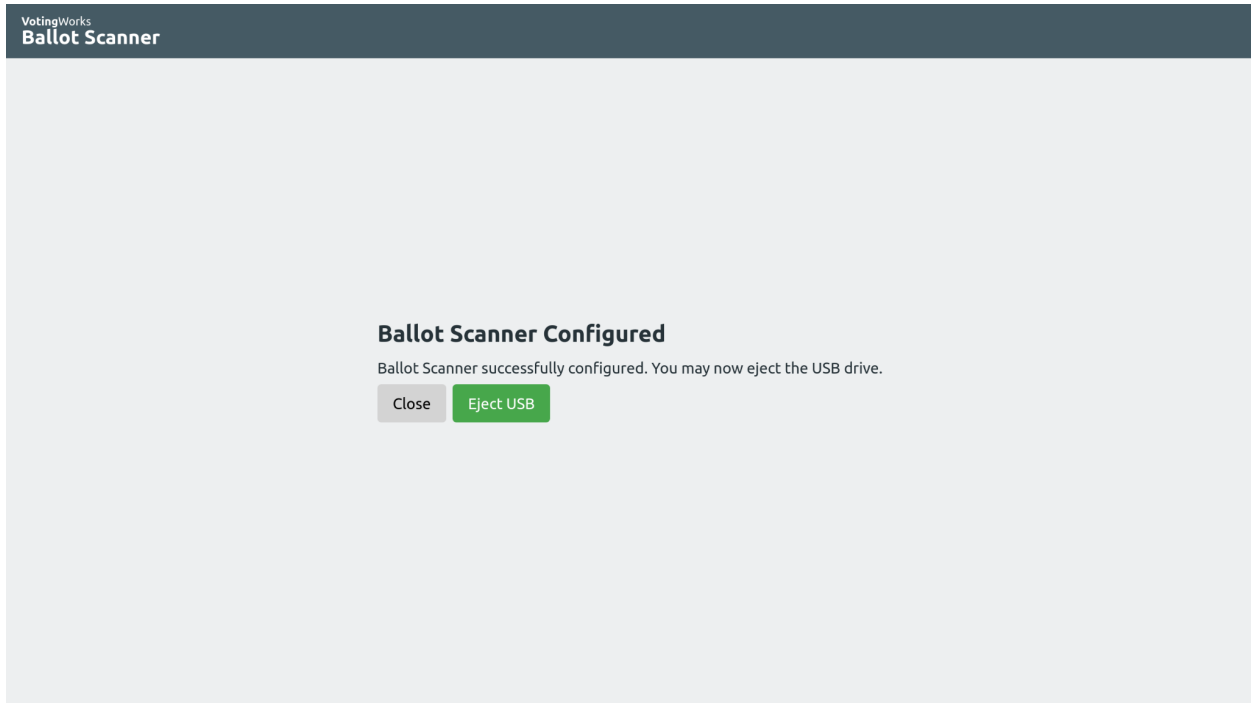 VotingWorks
Ballot Scanner
Ballot Scanner Configured
Ballot Scanner successfully configured. You may now eject the USB drive.
Close Eject USB